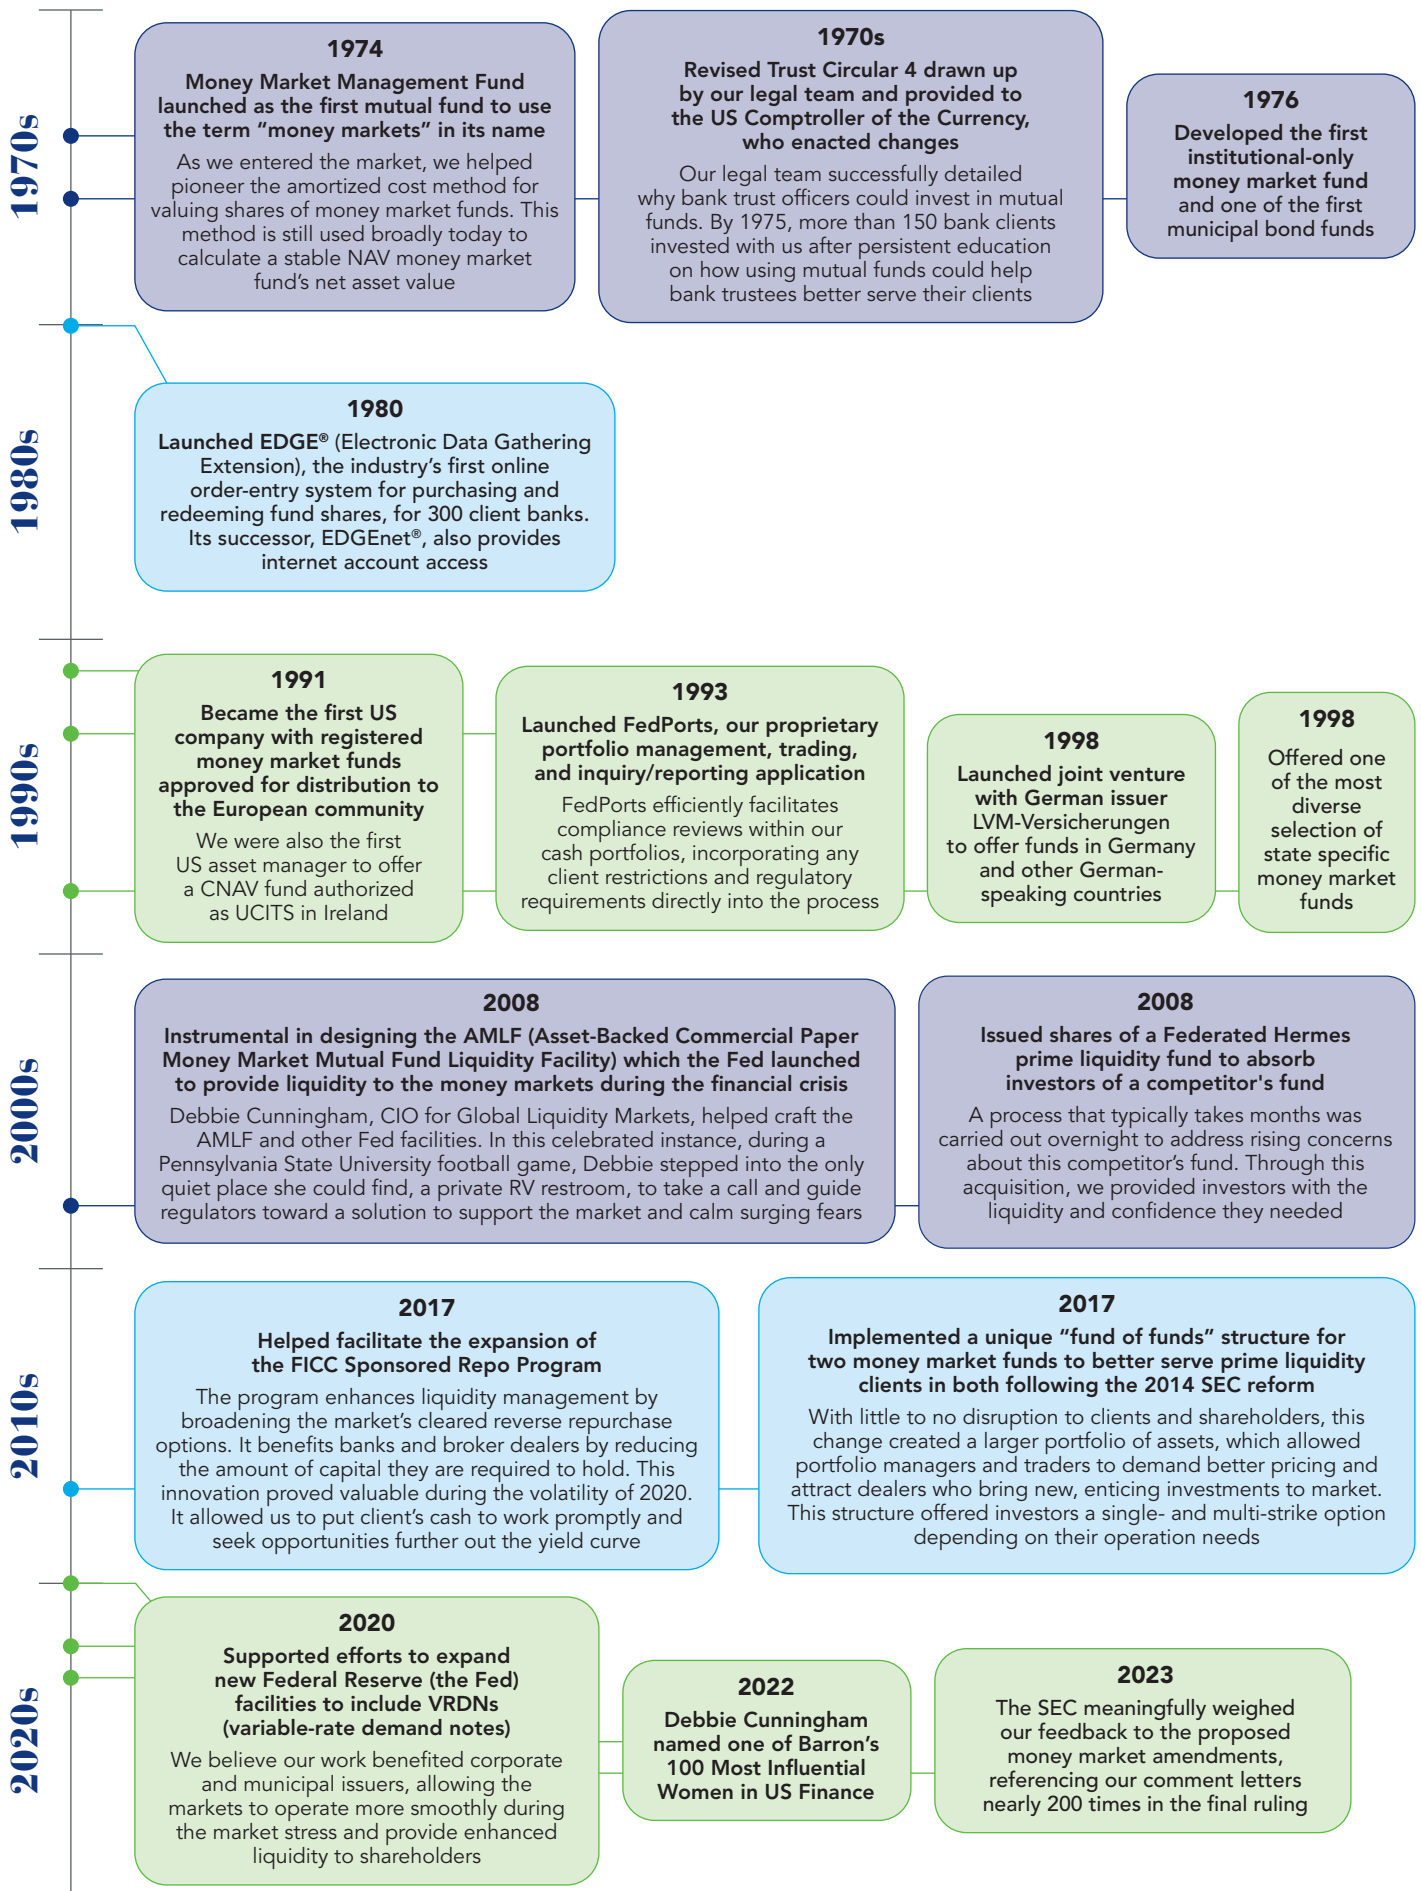 1970s
1974
Money Market Management Fund
launched as the first mutual fund to use
the term “money markets” in its name
As we entered the market, we helped
pioneer the amortized cost method for
valuing shares of money market funds. This
method is still used broadly today to
calculate a stable NAV money market
fund’s net asset value
1970s
Revised Trust Circular 4 drawn up
by our legal team and provided to
the US Comptroller of the Currency,
who enacted changes
Our legal team successfully detailed
why bank trust officers could invest in mutual
funds. By 1975, more than 150 bank clients
invested with us after persistent education
on how using mutual funds could help
bank trustees better serve their clients
1976
Developed the first
institutional-only
money market fund
and one of the first
municipal bond funds
1980s
1980
Launched EDGE® (Electronic Data Gathering
Extension), the industry’s first online
order-entry system for purchasing and
redeeming fund shares, for 300 client banks.
Its successor, EDGEnet®, also provides
internet account access
1990s
1991
Became the first US
company with registered
money market funds
approved for distribution to
the European community
We were also the first
US asset manager to offer
a CNAV fund authorized
as UCITS in Ireland
1993
Launched FedPorts, our proprietary
portfolio management, trading,
and inquiry/reporting application
FedPorts efficiently facilitates
compliance reviews within our
cash portfolios, incorporating any
client restrictions and regulatory
requirements directly into the process
1998
Launched joint venture
with German issuer
LVM-Versicherungen
to offer funds in Germany
and other German-
speaking countries
1998
Offered one
of the most
diverse
selection of
state specific
money market
funds
2000s
2008
Instrumental in designing the AMLF (Asset-Backed Commercial Paper
Money Market Mutual Fund Liquidity Facility) which the Fed launched
to provide liquidity to the money markets during the financial crisis
Debbie Cunningham, CIO for Global Liquidity Markets, helped craft the
AMLF and other Fed facilities. In this celebrated instance, during a
Pennsylvania State University football game, Debbie stepped into the only
quiet place she could find, a private RV restroom, to take a call and guide
regulators toward a solution to support the market and calm surging fears
2008
Issued shares of a Federated Hermes
prime liquidity fund to absorb
investors of a competitor's fund
A process that typically takes months was
carried out overnight to address rising concerns
about this competitor’s fund. Through this
acquisition, we provided investors with the
liquidity and confidence they needed
2010s
2017
Helped facilitate the expansion of
the FICC Sponsored Repo Program
The program enhances liquidity management by
broadening the market’s cleared reverse repurchase
options. It benefits banks and broker dealers by reducing
the amount of capital they are required to hold. This
innovation proved valuable during the volatility of 2020.
It allowed us to put client’s cash to work promptly and
seek opportunities further out the yield curve
2017
Implemented a unique “fund of funds” structure for
two money market funds to better serve prime liquidity
clients in both following the 2014 SEC reform
With little to no disruption to clients and shareholders, this
change created a larger portfolio of assets, which allowed
portfolio managers and traders to demand better pricing and
attract dealers who bring new, enticing investments to market.
This structure offered investors a single- and multi-strike option
depending on their operation needs
2020s
2020
Supported efforts to expand
new Federal Reserve (the Fed)
facilities to include VRDNs
(variable-rate demand notes)
We believe our work benefited corporate
and municipal issuers, allowing the
markets to operate more smoothly during
the market stress and provide enhanced
liquidity to shareholders
2022
Debbie Cunningham
named one of Barron’s
100 Most Influential
Women in US Finance
2023
The SEC meaningfully weighed
our feedback to the proposed
money market amendments,
referencing our comment letters
nearly 200 times in the final ruling